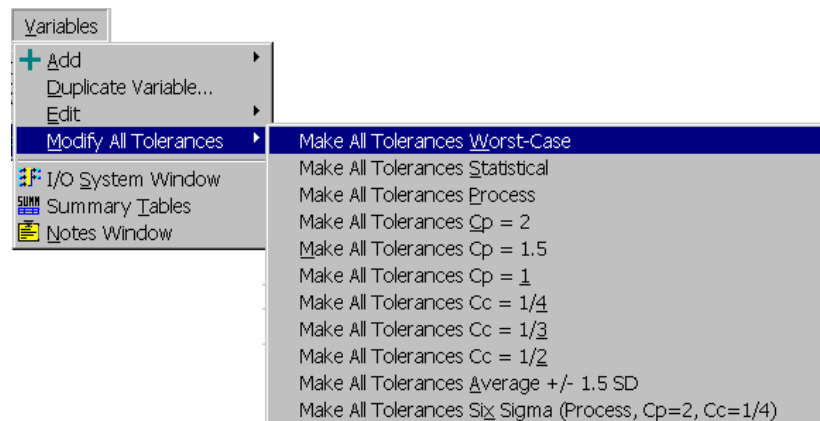 Variables
Add
Duplicate Variable...
Edit
Modify All Tolerances
I/O System Window
SUMM Summary Tables
Notes Window
Make All Tolerances Worst-Case
Make All Tolerances Statistical
Make All Tolerances Process
Make All Tolerances Cp = 2
Make All Tolerances Cp = 1.5
Make All Tolerances Cp = 1
Make All Tolerances Cc = 1/4
Make All Tolerances Cc = 1/3
Make All Tolerances Cc = 1/2
Make All Tolerances Average +/- 1.5 SD
Make All Tolerances Six Sigma (Process, Cp=2, Cc=1/4)